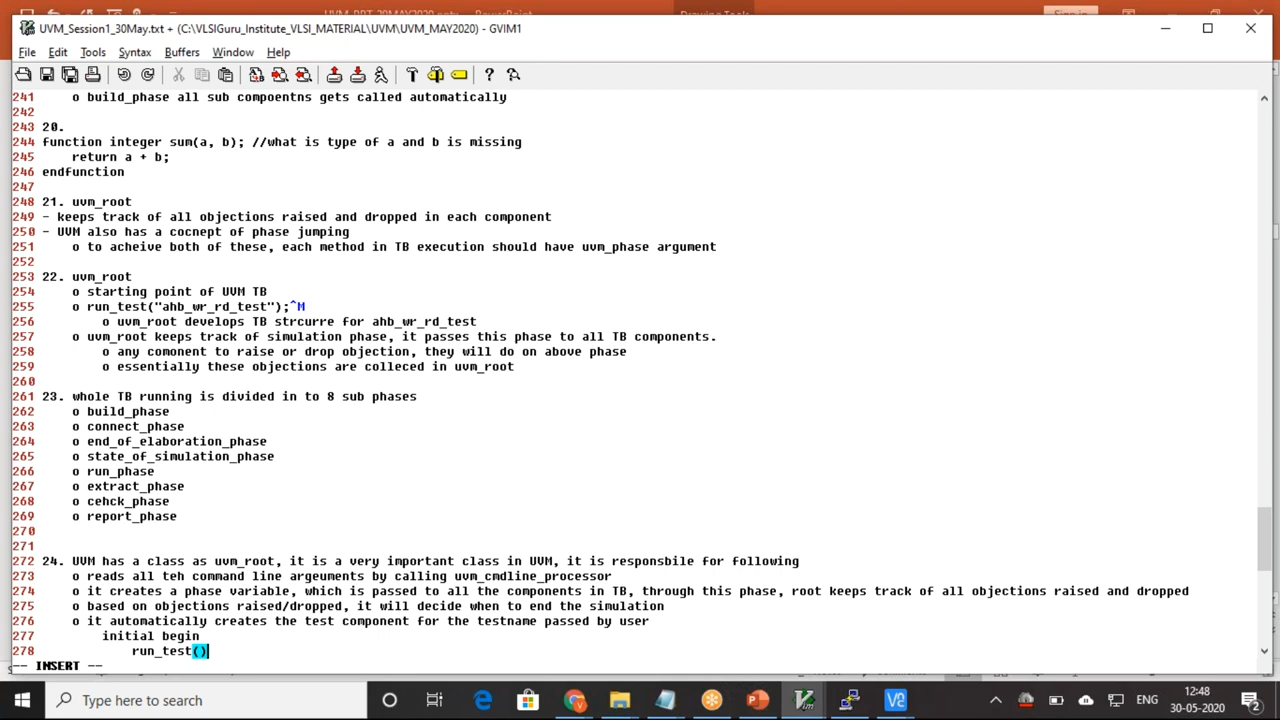 UVM_Session1_30May.txt + (C:\VLSIGuru_Institute_VLSI_MATERIAL\UVM\UVM_MAY2020) - GVIM1
File Edit Tools Syntax Buffers Window Help
241 o build_phase all sub compoentns gets called automatically
242
243 20.
244 function integer sum(a, b); //what is type of a and b is missing
245 return a + b;
246 endfunction
247
248 21. uvm_root
249 - keeps track of all objections raised and dropped in each component
250 - UVM also has a cocnept of phase jumping
251 o to acheive both of these, each method in TB execution should have uvm_phase argument
252
253 22. uvm_root
254 o starting point of UVM TB
255 o run_test("ahb_wr_rd_test");^M
256 o uvm_root develops TB strcurre for ahb_wr_rd_test
257 o uvm_root keeps track of simulation phase, it passes this phase to all TB components.
258 o any comonent to raise or drop objection, they will do on above phase
259 o essentially these objections are colleced in uvm_root
260
261 23. whole TB running is divided in to 8 sub phases
262 o build_phase
263 o connect_phase
264 o end_of_elaboration_phase
265 o state_of_simulation_phase
266 o run_phase
267 o extract_phase
268 o cehck_phase
269 o report_phase
270
271
272 24. UVM has a class as uvm_root, it is a very important class in UVM, it is responsbile for following
273 o reads all teh command line argeuments by calling uvm_cmdline_processor
274 o it creates a phase variable, which is passed to all the components in TB, through this phase, root keeps track of all objections raised and dropped
275 o based on objections raised/dropped, it will decide when to end the simulation
276 o it automatically creates the test component for the testname passed by user
277 initial begin
278 run_test()
-- INSERT --
Type here to search
ENG
12:48
30-05-2020
2